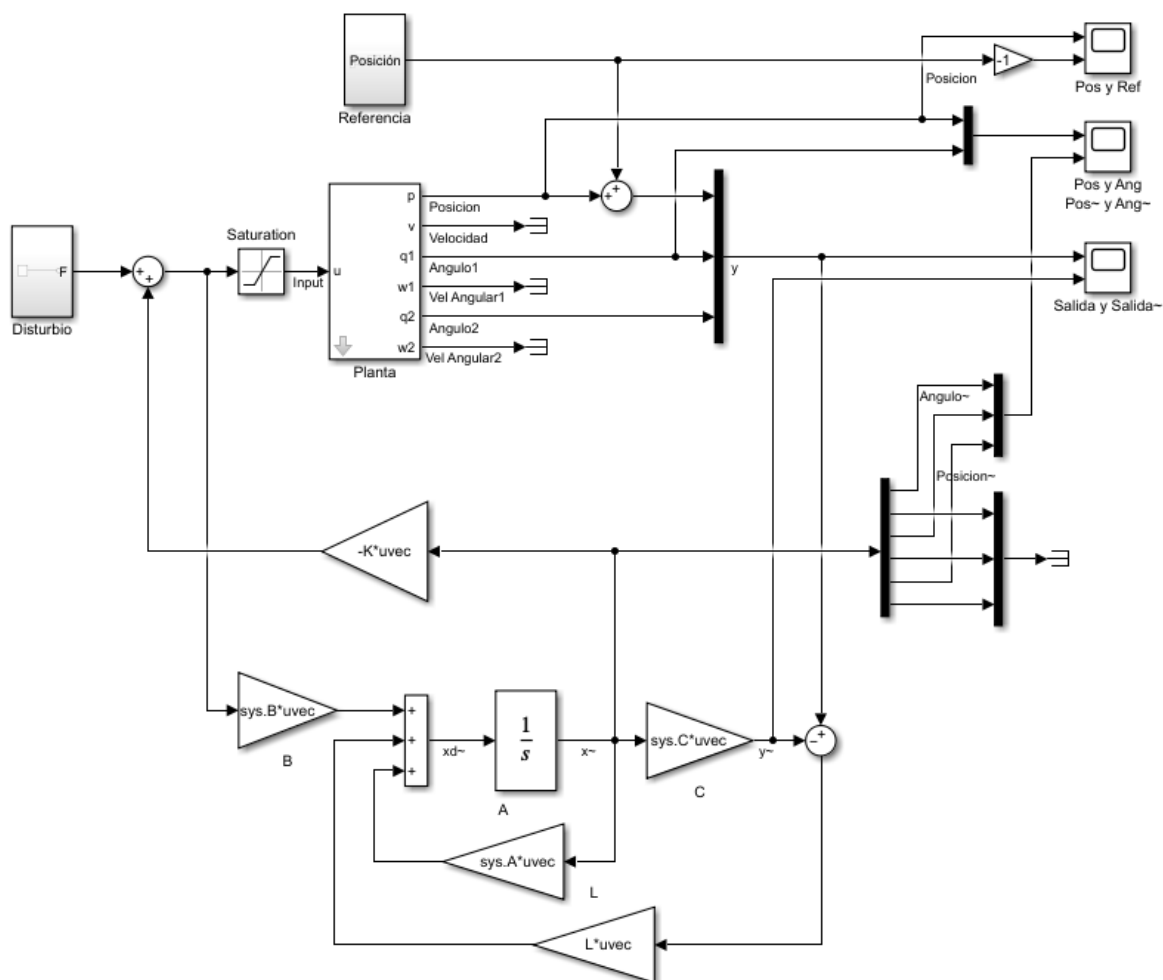 Posición
Referencia
-1
Posicion
Pos y Ref
Pos y Ang
Pos~ y Ang~
Salida y Salida~
F
Disturbio
+
+
Saturation
Input
u
p
v
q1
w1
q2
w2
Planta
Posicion
Velocidad
Angulo1
Vel Angular1
Angulo2
Vel Angular2
+
+
y
Angulo~
Posicion~
-K*uvec
sys.B*uvec
B
+
+
+
xd~
1
s
A
x~
sys.C*uvec
C
y~
+
−
sys.A*uvec
L
L*uvec